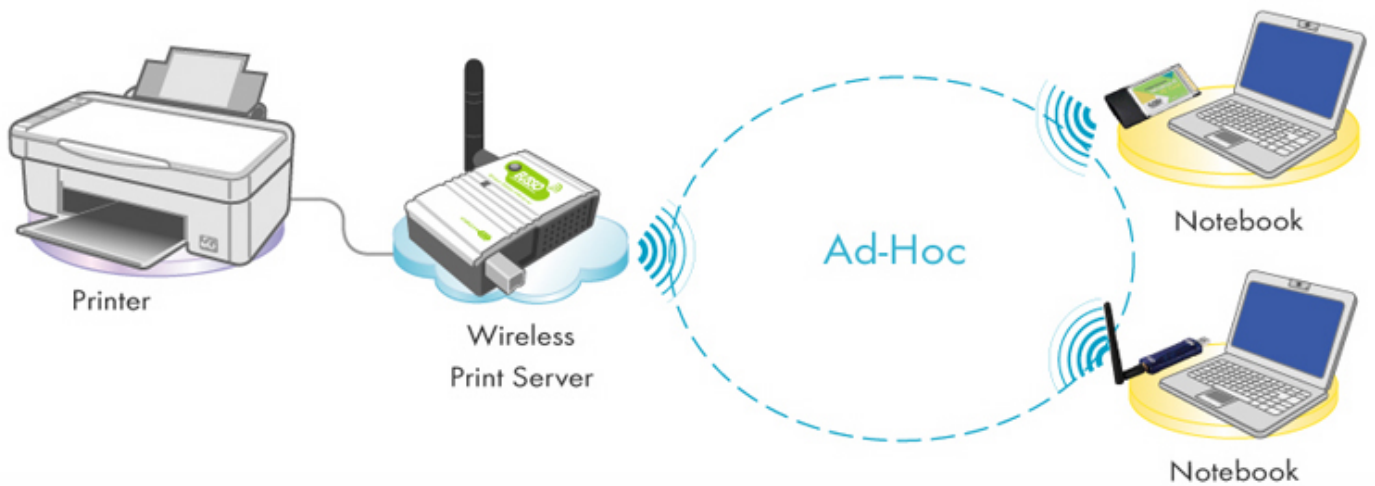 Printer
Wireless
Print Server
Ad-Hoc
Notebook
Notebook